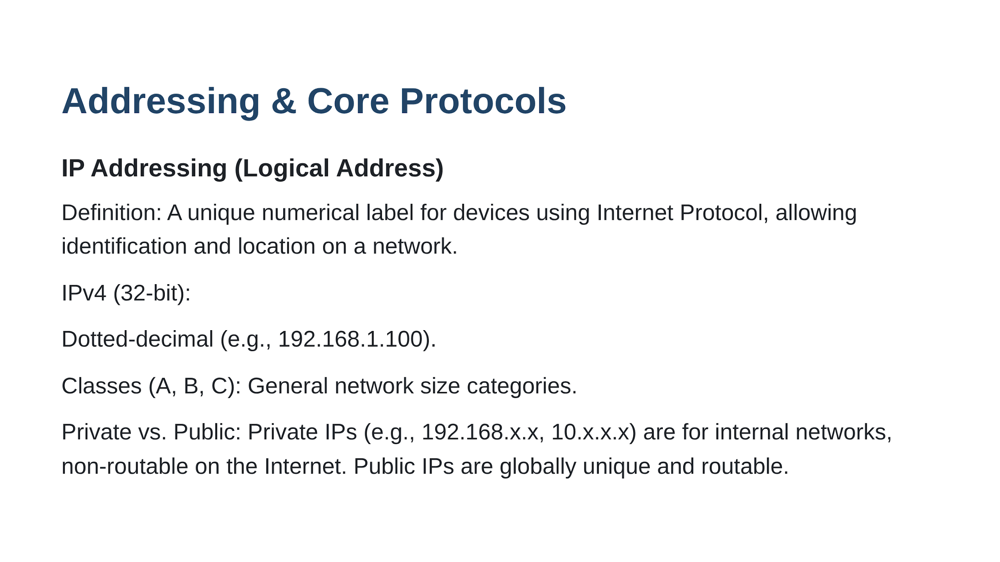 Addressing & Core Protocols
IP Addressing (Logical Address)
Definition: A unique numerical label for devices using Internet Protocol, allowing
identification and location on a network.
IPv4 (32-bit):
Dotted-decimal (e.g., 192.168.1.100).
Classes (A, B, C): General network size categories.
Private vs. Public: Private IPs (e.g., 192.168.x.x, 10.x.x.x) are for internal networks,
non-routable on the Internet. Public IPs are globally unique and routable.